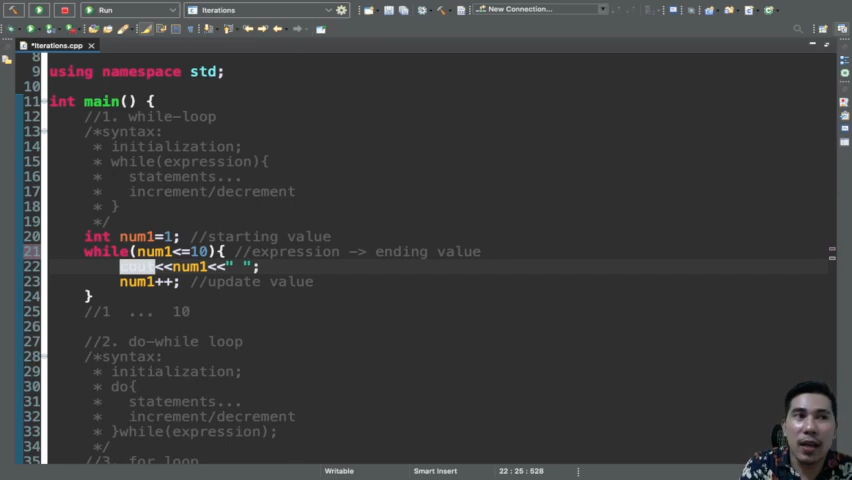 Run
Iterations
New Connection...
*Iterations.cpp
8
9 using namespace std;
10
11 int main() {
12 //1. while-loop
13 /*syntax:
14 * initialization;
15 * while(expression){
16 * statements...
17 * increment/decrement
18 * }
19 */
20 int num1=1; //starting value
21 while(num1<=10){ //expression -> ending value
22 cout<<num1<<" ";
23 num1++; //update value
24 }
25 //1 ... 10
26
27 //2. do-while loop
28 /*syntax:
29 * initialization;
30 * do{
31 * statements...
32 * increment/decrement
33 * }while(expression);
34 */
35 //3. for loop
Writable Smart Insert 22 : 25 : 528